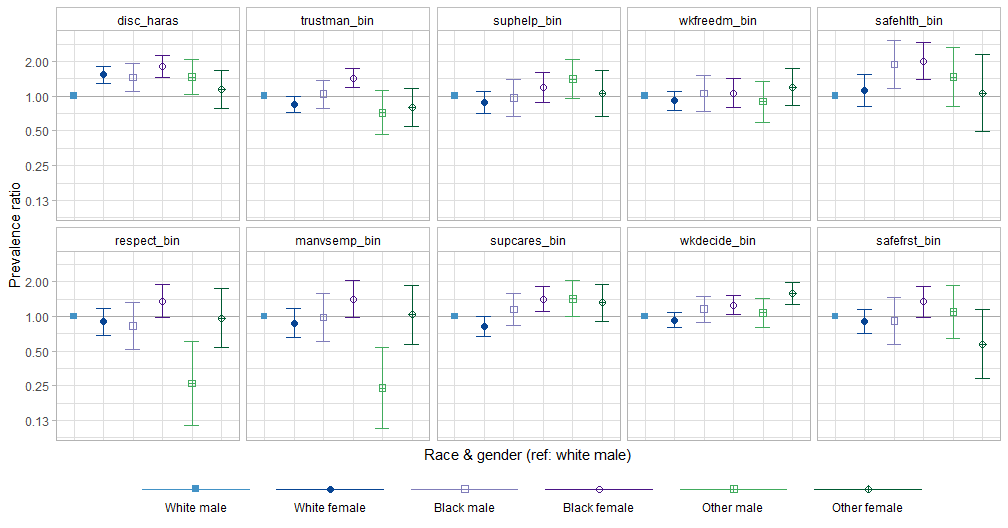 disc_haras trustman_bin suphelp_bin wkfreedm_bin safehlth_bin
2.00
1.00
0.50
0.25
0.13
Prevalence ratio
respect_bin manvsemp_bin supcares_bin wkdecide_bin safefrst_bin
2.00
1.00
0.50
0.25
0.13
Race & gender (ref: white male)
White male White female Black male Black female Other male Other female